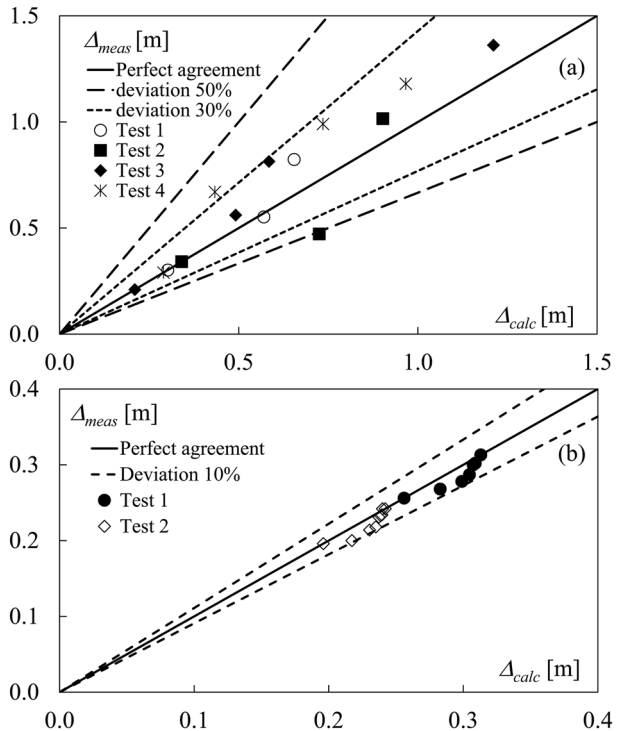 1.5
Δmeas [m]
Perfect agreement
(a)
deviation 50%
deviation 30%
1.0
Test 1
Test 2
Test 3
Test 4
0.5
Δcalc [m]
0.0
0.0 0.5 1.0 1.5
0.4
Δmeas [m]
Perfect agreement
(b)
Deviation 10%
0.3
Test 1
Test 2
0.2
0.1
Δcalc [m]
0.0
0.0 0.1 0.2 0.3 0.4